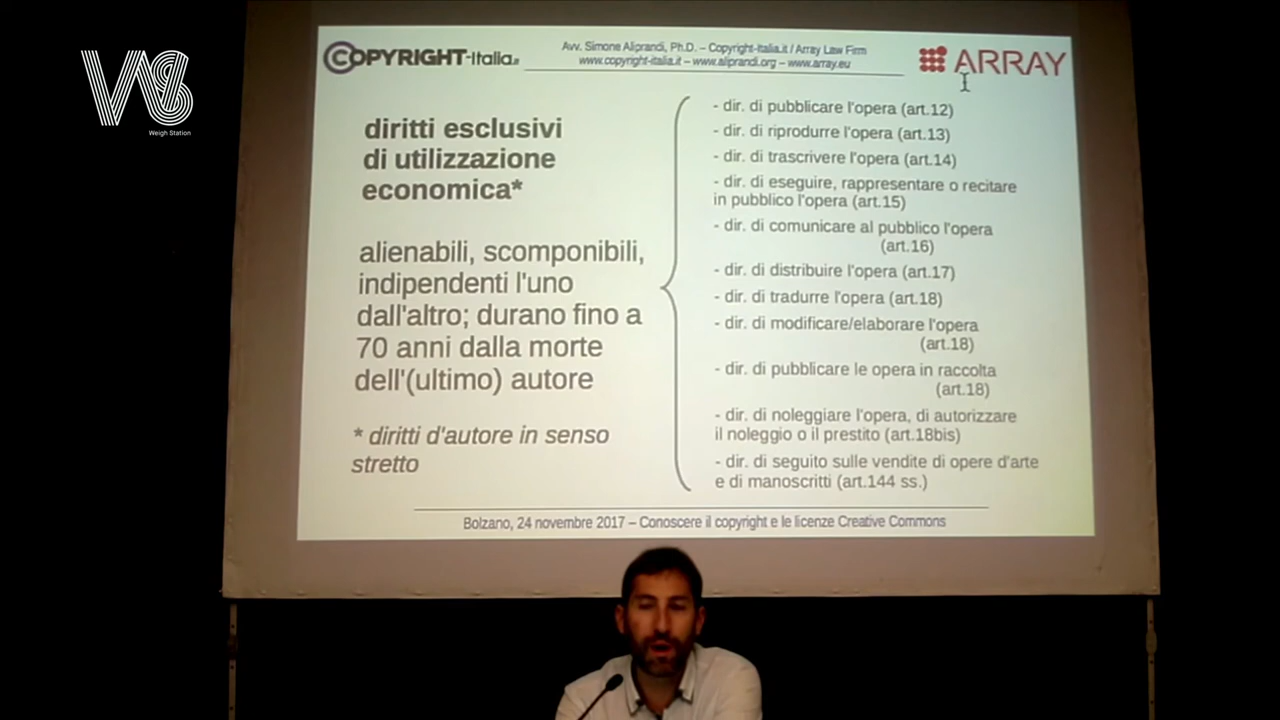 WS
Weigh Station
COPYRIGHT-Italia.it
Avv. Simone Aliprandi, Ph.D. – Copyright-Italia.it / Array Law Firm
www.copyright-italia.it – www.aliprandi.org – www.array.eu
ARRAY
diritti esclusivi
di utilizzazione
economica*
alienabili, scomponibili,
indipendenti l'uno
dall'altro; durano fino a
70 anni dalla morte
dell'(ultimo) autore
* diritti d'autore in senso
stretto
- dir. di pubblicare l'opera (art.12)
- dir. di riprodurre l'opera (art.13)
- dir. di trascrivere l'opera (art.14)
- dir. di eseguire, rappresentare o recitare
in pubblico l'opera (art.15)
- dir. di comunicare al pubblico l'opera
(art.16)
- dir. di distribuire l'opera (art.17)
- dir. di tradurre l'opera (art.18)
- dir. di modificare/elaborare l'opera
(art.18)
- dir. di pubblicare le opera in raccolta
(art.18)
- dir. di noleggiare l'opera, di autorizzare
il noleggio o il prestito (art.18bis)
- dir. di seguito sulle vendite di opere d'arte
e di manoscritti (art.144 ss.)
Bolzano, 24 novembre 2017 – Conoscere il copyright e le licenze Creative Commons